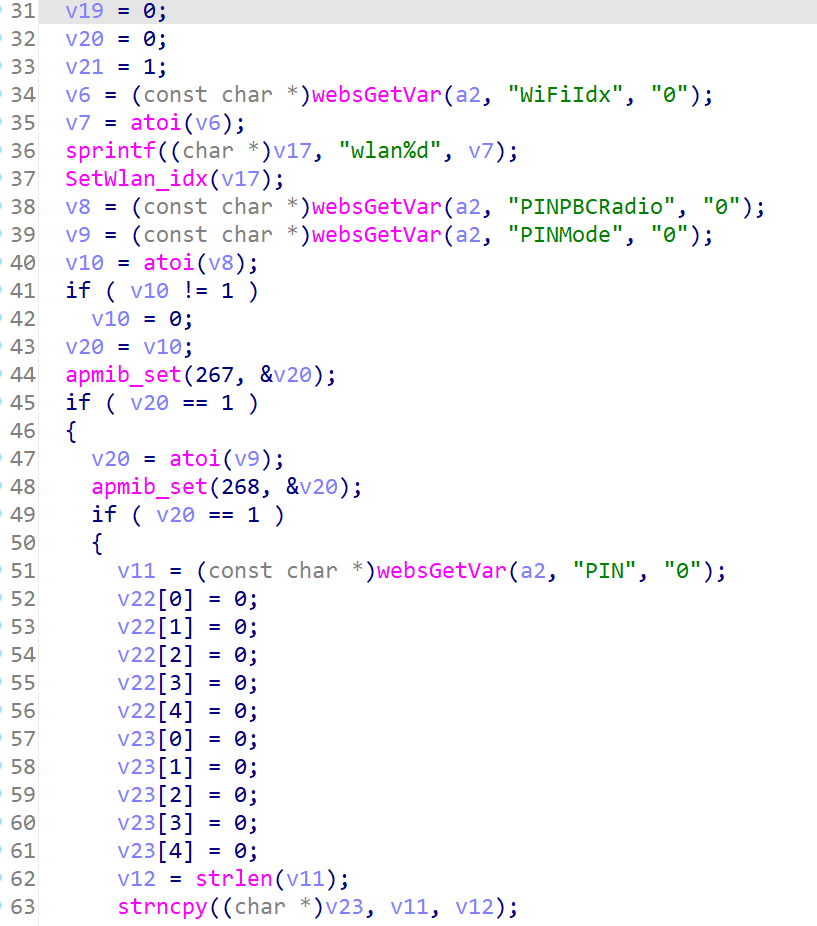 31 v19 = 0;
32 v20 = 0;
33 v21 = 1;
34 v6 = (const char *)websGetVar(a2, "WiFiIdx", "0");
35 v7 = atoi(v6);
36 sprintf((char *)v17, "wlan%d", v7);
37 SetWlan_idx(v17);
38 v8 = (const char *)websGetVar(a2, "PINPBCRadio", "0");
39 v9 = (const char *)websGetVar(a2, "PINMode", "0");
40 v10 = atoi(v8);
41 if ( v10 != 1 )
42 v10 = 0;
43 v20 = v10;
44 apmib_set(267, &v20);
45 if ( v20 == 1 )
46 {
47 v20 = atoi(v9);
48 apmib_set(268, &v20);
49 if ( v20 == 1 )
50 {
51 v11 = (const char *)websGetVar(a2, "PIN", "0");
52 v22[0] = 0;
53 v22[1] = 0;
54 v22[2] = 0;
55 v22[3] = 0;
56 v22[4] = 0;
57 v23[0] = 0;
58 v23[1] = 0;
59 v23[2] = 0;
60 v23[3] = 0;
61 v23[4] = 0;
62 v12 = strlen(v11);
63 strncpy((char *)v23, v11, v12);